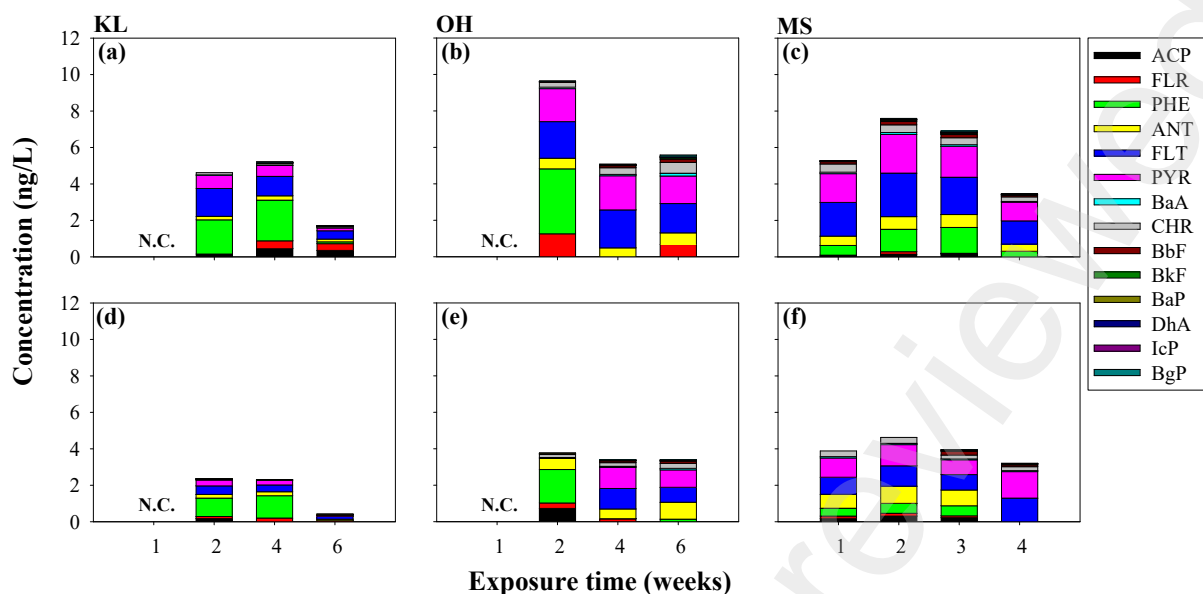 KL
OH
MS
12
10
8
6
4
2
0
(a)
N.C.
(b)
(c)
ACP
FLR
PHE
ANT
FLT
PYR
BaA
CHR
BbF
BkF
BaP
DhA
IcP
BgP
Concentration (ng/L)
12
10
8
6
4
2
0
(d)
N.C.
(e)
N.C.
(f)
1 2 4 6
1 2 4 6
1 2 3 4
Exposure time (weeks)
reviewed